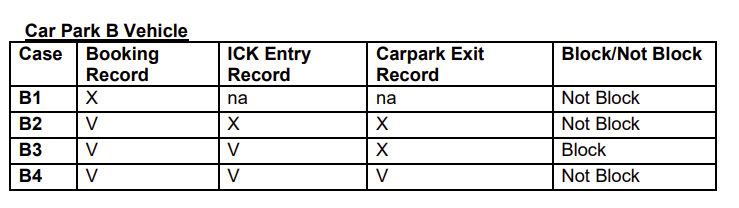 Car Park B Vehicle
Case Booking Record ICK Entry Record Carpark Exit Record Block/Not Block
B1 X na na Not Block
B2 V X X Not Block
B3 V V X Block
B4 V V V Not Block